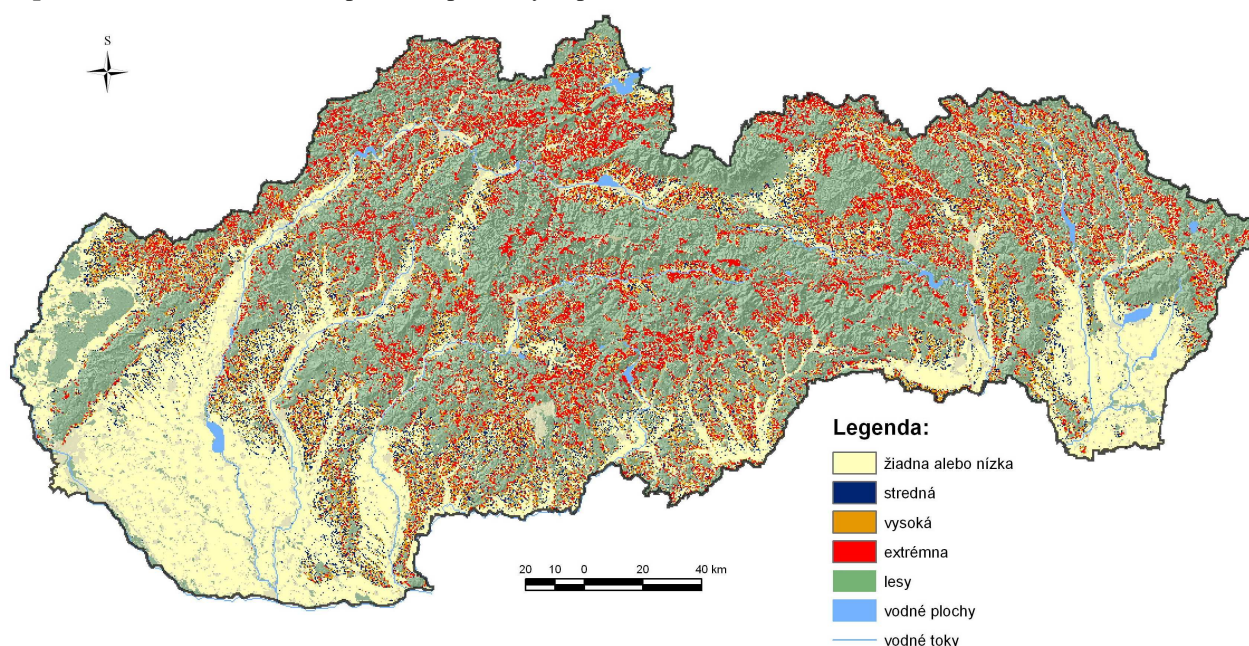 S
Legenda:
žiadna alebo nízka
stredná
vysoká
extrémna
lesy
vodné plochy
vodné toky
20 10 0 20 40 km